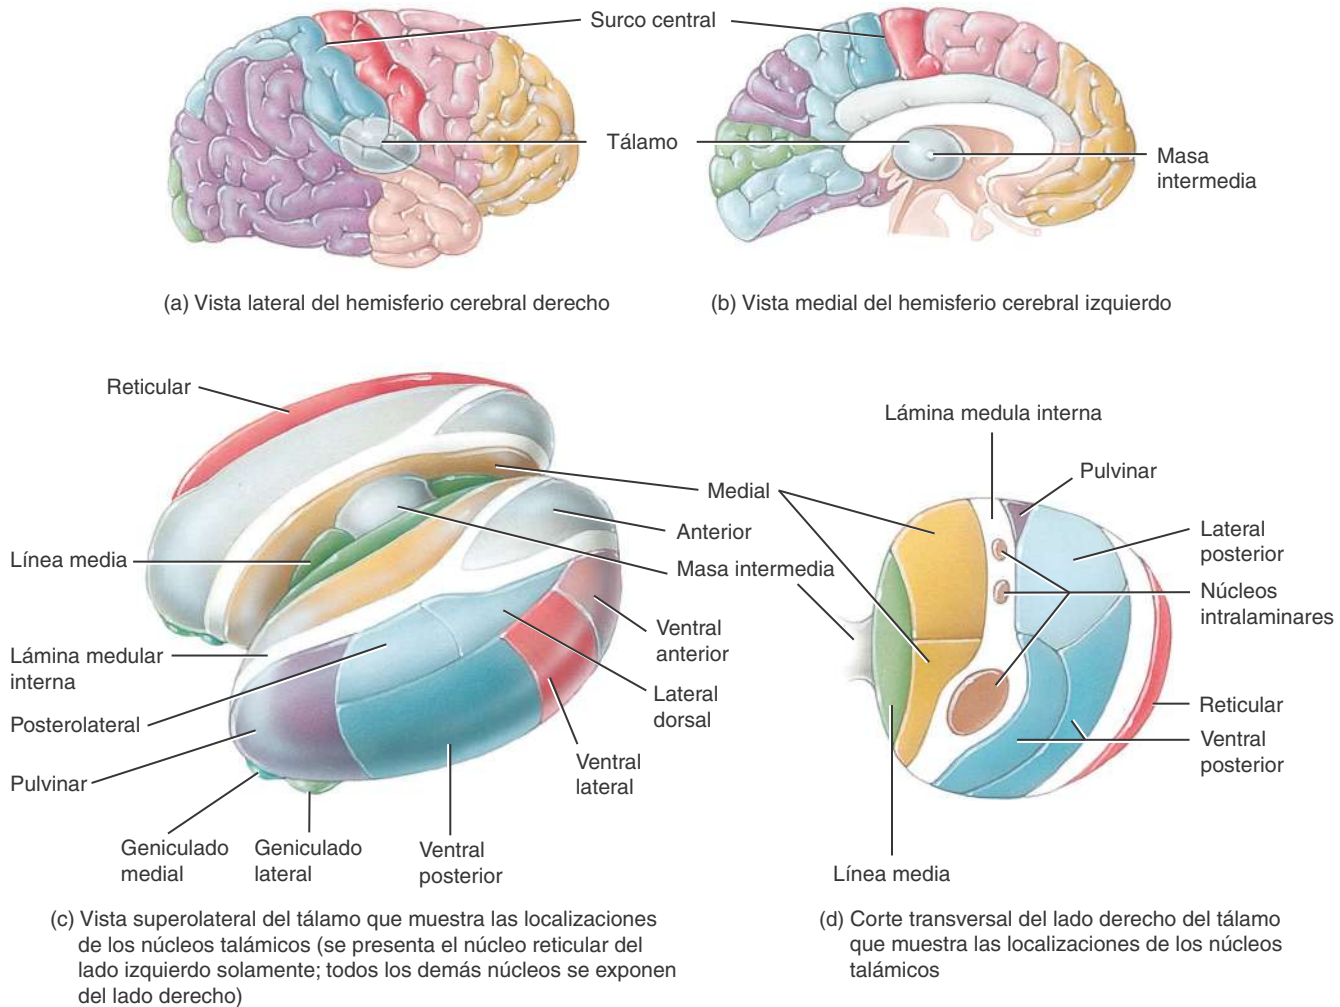 Surco central
Tálamo
Masa
intermedia
(a) Vista lateral del hemisferio cerebral derecho
(b) Vista medial del hemisferio cerebral izquierdo
Reticular
Línea media
Lámina medular
interna
Posterolateral
Pulvinar
Geniculado
medial
Geniculado
lateral
Ventral
posterior
Medial
Anterior
Masa intermedia
Ventral
anterior
Lateral
dorsal
Ventral
lateral
(c) Vista superolateral del tálamo que muestra las localizaciones
de los núcleos talámicos (se presenta el núcleo reticular del
lado izquierdo solamente; todos los demás núcleos se exponen
del lado derecho)
Lámina medula interna
Pulvinar
Lateral
posterior
Núcleos
intralaminares
Reticular
Ventral
posterior
Línea media
(d) Corte transversal del lado derecho del tálamo
que muestra las localizaciones de los núcleos
talámicos